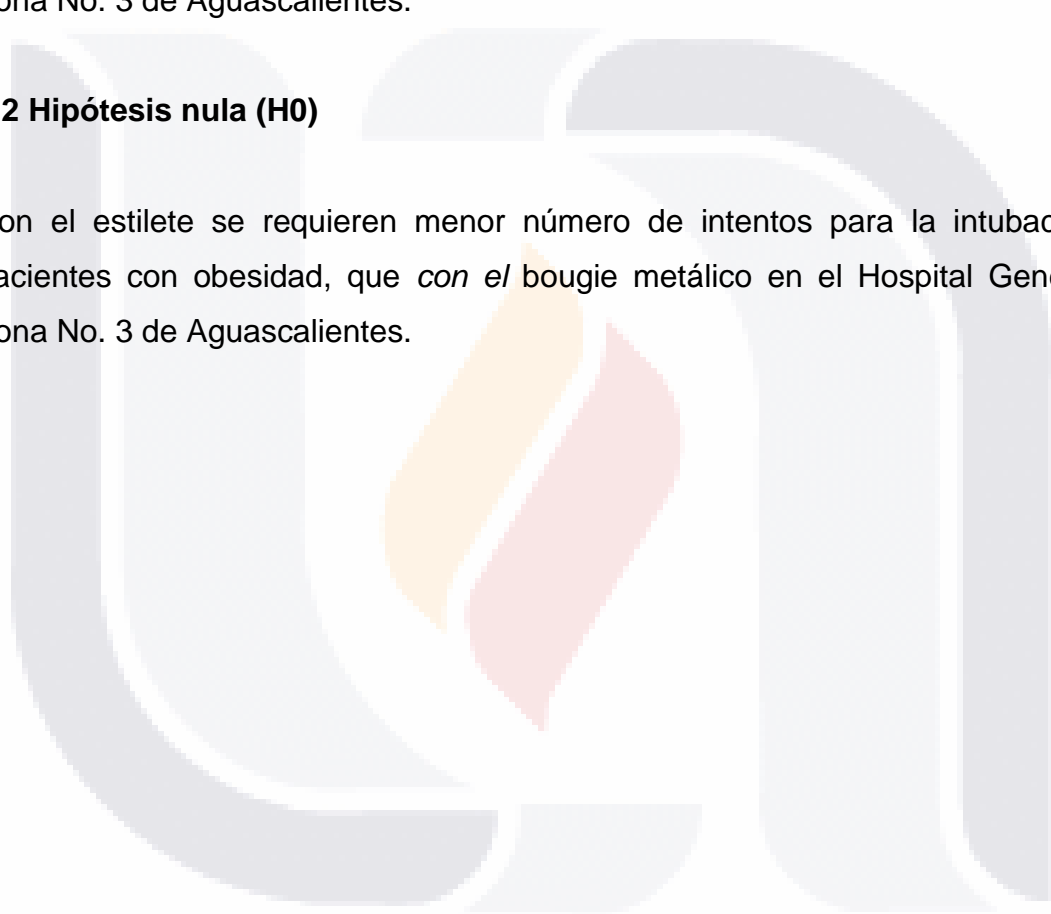 ona No. 3 de Aguascalientes.
2 Hipótesis nula (H0)
on el estilete se requieren menor número de intentos para la intubac
acientes con obesidad, que con el bougie metálico en el Hospital Gen
ona No. 3 de Aguascalientes.